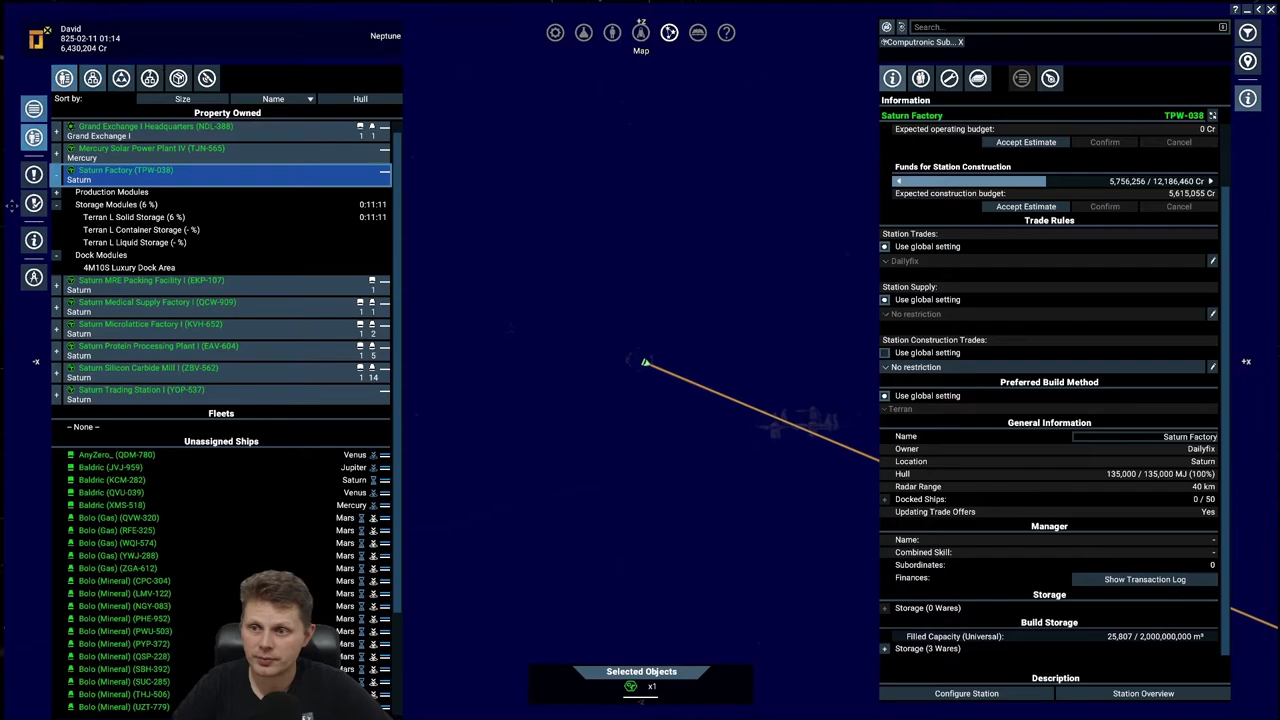 David
825-02-11 01:14
6,430,204 Cr
Neptune
+Z
Map
Search...
Computronic Sub... X
Sort by:
Size
Name
Hull
Property Owned
Grand Exchange I Headquarters (NDL-388)
Grand Exchange I
1 1
Mercury Solar Power Plant IV (TJN-565)
Mercury
Saturn Factory (TPW-038)
Saturn
Production Modules
Storage Modules (6 %)
0:11:11
Terran L Solid Storage (6 %)
0:11:11
Terran L Container Storage (- %)
Terran L Liquid Storage (- %)
Dock Modules
4M10S Luxury Dock Area
Saturn MRE Packing Facility I (EKP-107)
Saturn
1
Saturn Medical Supply Factory I (QCW-909)
Saturn
1 1
Saturn Microlattice Factory I (KVH-652)
Saturn
1 2
Saturn Protein Processing Plant I (EAV-604)
Saturn
1 5
Saturn Silicon Carbide Mill I (ZBV-562)
Saturn
1 14
Saturn Trading Station I (YOP-537)
Saturn
Fleets
-- None --
Unassigned Ships
AnyZero_ (QDM-780) Venus
Baldric (JVJ-959) Jupiter
Baldric (KCM-282) Saturn
Baldric (QVU-039) Venus
Baldric (XMS-518) Mercury
Bolo (Gas) (QVW-320) Mars
Bolo (Gas) (RFE-325) Mars
Bolo (Gas) (WQI-574) Mars
Bolo (Gas) (YWJ-288) Mars
Bolo (Gas) (ZGA-612) Mars
Bolo (Mineral) (CPC-304) Mars
Bolo (Mineral) (LMV-122) Mars
Bolo (Mineral) (NGY-083) Mars
Bolo (Mineral) (PHE-952) Mars
Bolo (Mineral) (PWU-503) Mars
Bolo (Mineral) (PYP-372) Mars
Bolo (Mineral) (QSP-228) Mars
Bolo (Mineral) (SBH-392) Mars
Bolo (Mineral) (SUC-285) Mars
Bolo (Mineral) (THJ-506) Mars
Bolo (Mineral) (UZT-779) Mars
-X
+X
Selected Objects
x1
-Z
Information
Saturn Factory TPW-038
Expected operating budget: 0 Cr
Accept Estimate Confirm Cancel
Funds for Station Construction
5,756,256 / 12,186,460 Cr
Expected construction budget: 5,615,055 Cr
Accept Estimate Confirm Cancel
Trade Rules
Station Trades:
Use global setting
Dailyfix
Station Supply:
Use global setting
No restriction
Station Construction Trades:
Use global setting
No restriction
Preferred Build Method
Use global setting
Terran
General Information
Name Saturn Factory
Owner Dailyfix
Location Saturn
Hull 135,000 / 135,000 MJ (100%)
Radar Range 40 km
Docked Ships: 0 / 50
Updating Trade Offers Yes
Manager
Name: -
Combined Skill: -
Subordinates: 0
Finances: Show Transaction Log
Storage
Storage (0 Wares)
Build Storage
Filled Capacity (Universal): 25,807 / 2,000,000,000 m³
Storage (3 Wares)
Description
Configure Station
Station Overview